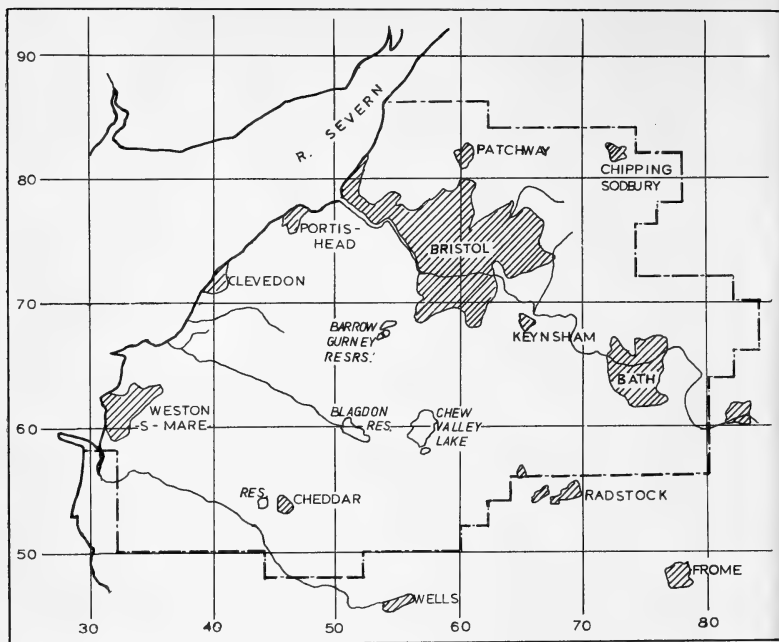 90
80
70
60
50
R. SEVERN
PATCHWAY
CHIPPING
SODBURY
PORTIS-
HEAD
BRISTOL
CLEVEDON
BARROW
GURNEY
RESRS.'
KEYNSHAM
BATH
WESTON
S-MARE
BLAGDON
RES.
CHEW
VALLEY
LAKE
RES.
CHEDDAR
RADSTOCK
FROME
WELLS
30
40
50
60
70
80